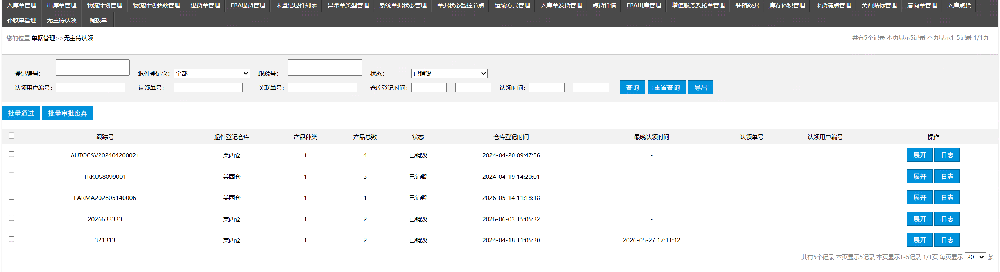 入库单管理 出库单管理 物流计划管理 物流计划参数管理 退货单管理 FBA退货管理 未登记退件列表 异常单类型管理 系统单据状态管理 单据状态监控节点 运输方式管理 入库单发货管理 点货详情 FBA出库管理 增值服务委托单管理 装箱数据 库存体积管理 来货清点管理 美西贴标管理 意向单管理 入库点货
补收单管理 无主待认领 调拨单
您的位置 单据管理>>无主待认领 共有5个记录 本页显示5记录 本页显示1-5记录 1/1页
登记编号： 退件登记仓： 全部 跟踪号： 状态： 已销毁
认领用户编号： 认领单号： 关联单号： 仓库登记时间： -- 认领时间： -- 查询 重置查询 导出
批量通过 批量审批废弃
跟踪号 退件登记仓库 产品种类 产品总数 状态 仓库登记时间 最晚认领时间 认领单号 认领用户编号 操作
AUTOCSV202404200021 美西仓 1 4 已销毁 2024-04-20 09:47:56 - 展开 日志
TRKUS8899001 美西仓 1 3 已销毁 2024-04-19 14:20:01 - 展开 日志
LARMA202605140006 美西仓 1 1 已销毁 2026-05-14 11:18:18 - 展开 日志
2026633333 美西仓 1 2 已销毁 2026-06-03 15:05:32 - 展开 日志
321313 美西仓 1 2 已销毁 2024-04-18 11:05:30 2026-05-27 17:11:12 展开 日志
共有5个记录 本页显示5记录 本页显示1-5记录 1/1页 每页显示 20 条